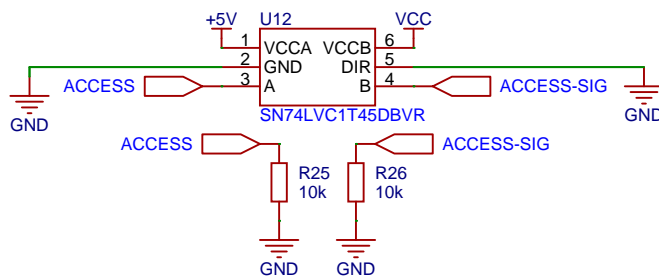 +5V U12 VCC
1 VCCA VCCB 6
2 GND DIR 5
ACCESS 3 A B 4 ACCESS-SIG
GND SN74LVC1T45DBVR GND
ACCESS ACCESS-SIG
R25 R26
10k 10k
GND GND